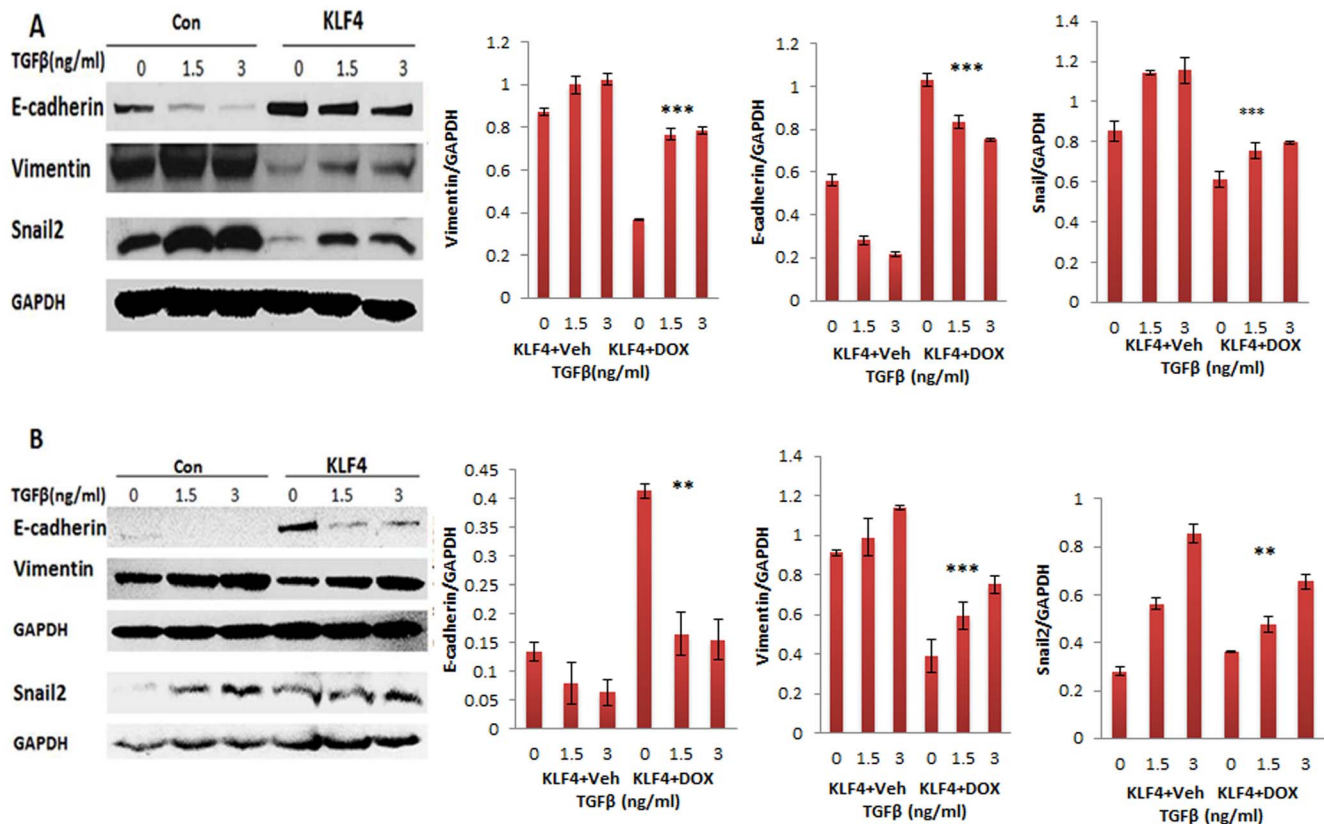 A
Con KLF4
TGFβ(ng/ml) 0 1.5 3 0 1.5 3
E-cadherin
Vimentin
Snail2
GAPDH
Vimentin/GAPDH
1.2
1
0.8
0.6
0.4
0.2
0
***
0 1.5 3 0 1.5 3
KLF4+Veh KLF4+DOX
TGFβ(ng/ml)
E-cadherin/GAPDH
1.2
1
0.8
0.6
0.4
0.2
0
***
0 1.5 3 0 1.5 3
KLF4+Veh KLF4+DOX
TGFβ (ng/ml)
Snail/GAPDH
1.4
1.2
1
0.8
0.6
0.4
0.2
0
***
0 1.5 3 0 1.5 3
KLF4+Veh KLF4+DOX
TGFβ (ng/ml)
B
Con KLF4
TGFβ(ng/ml) 0 1.5 3 0 1.5 3
E-cadherin
Vimentin
GAPDH
Snail2
GAPDH
E-cadherin/GAPDH
0.45
0.4
0.35
0.3
0.25
0.2
0.15
0.1
0.05
0
**
0 1.5 3 0 1.5 3
KLF4+Veh KLF4+DOX
TGFβ (ng/ml)
Vimentin/GAPDH
1.4
1.2
1
0.8
0.6
0.4
0.2
0
***
0 1.5 3 0 1.5 3
KLF4+Veh KLF4+DOX
TGFβ (ng/ml)
Snail2/GAPDH
1
0.8
0.6
0.4
0.2
0
**
0 1.5 3 0 1.5 3
KLF4+Veh KLF4+DOX
TGFβ (ng/ml)